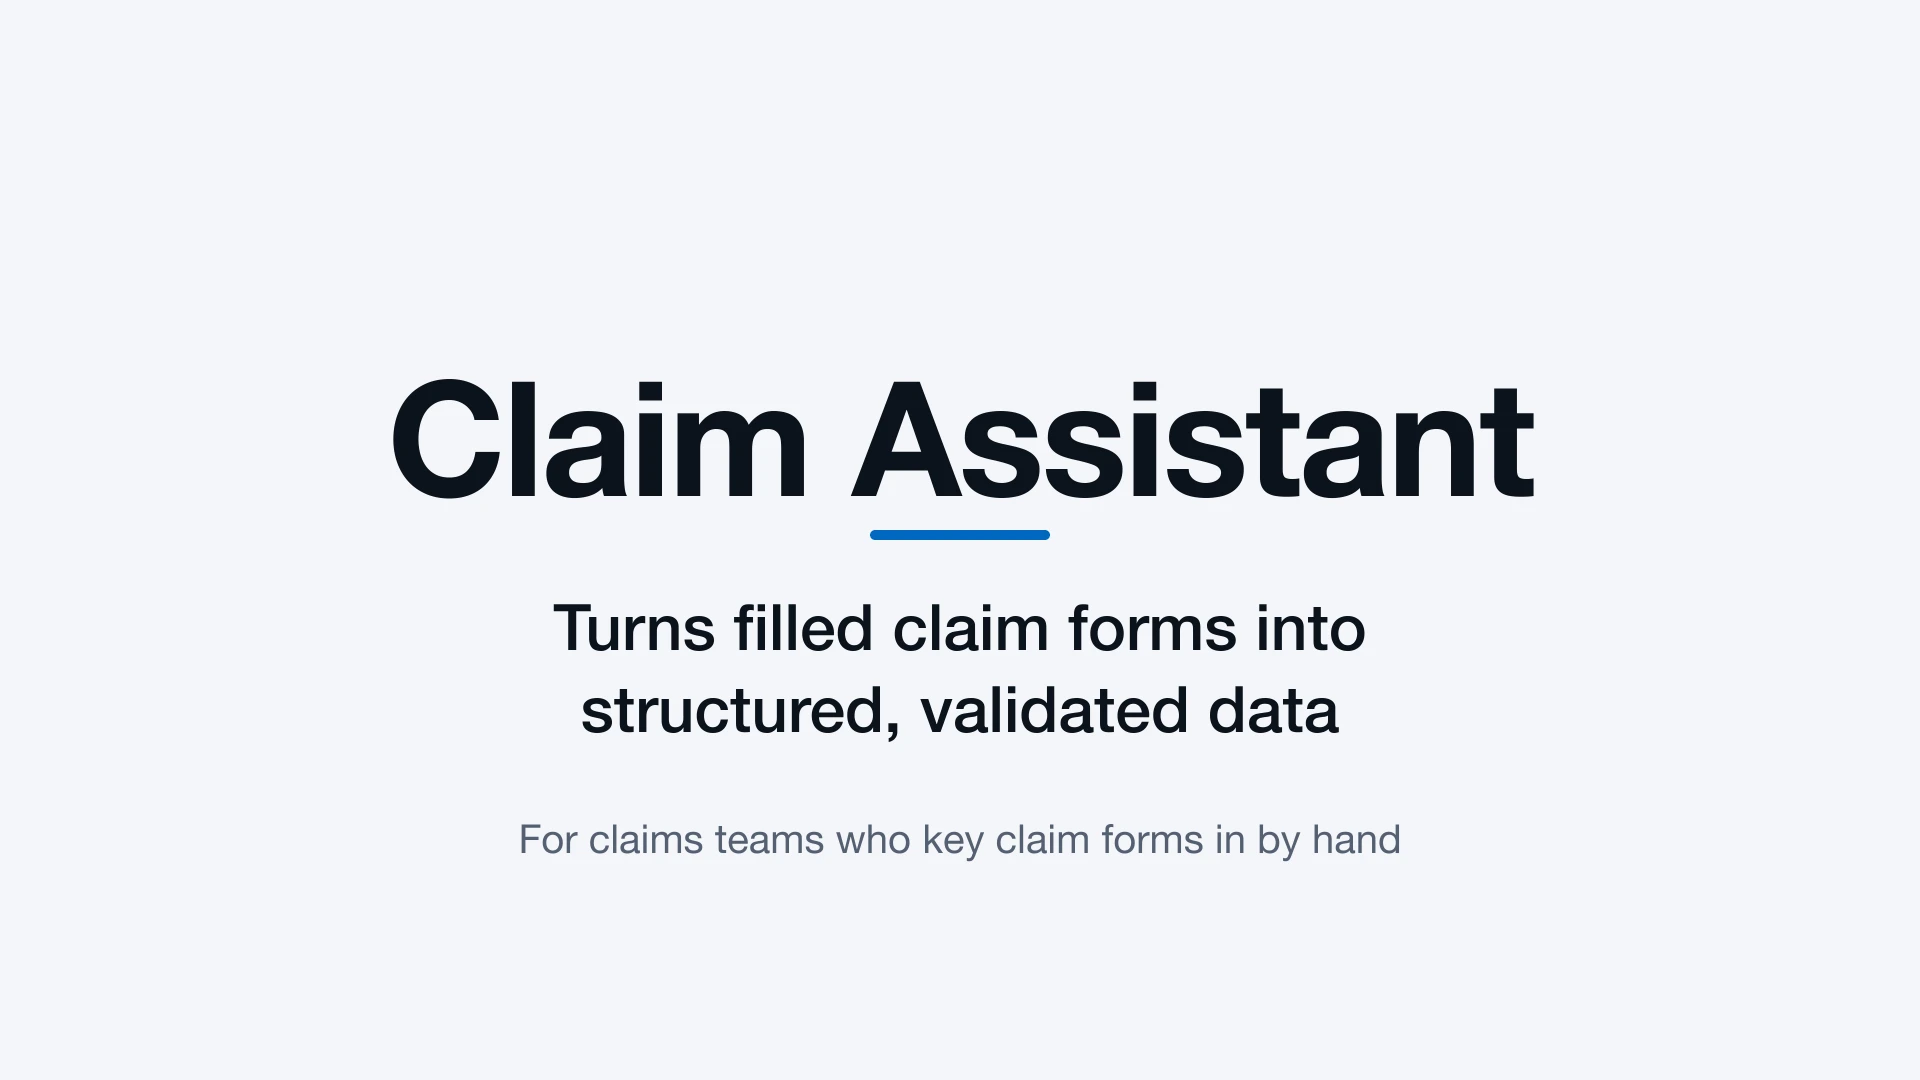 Claim Assistant
Turns filled claim forms into
structured, validated data
For claims teams who key claim forms in by hand